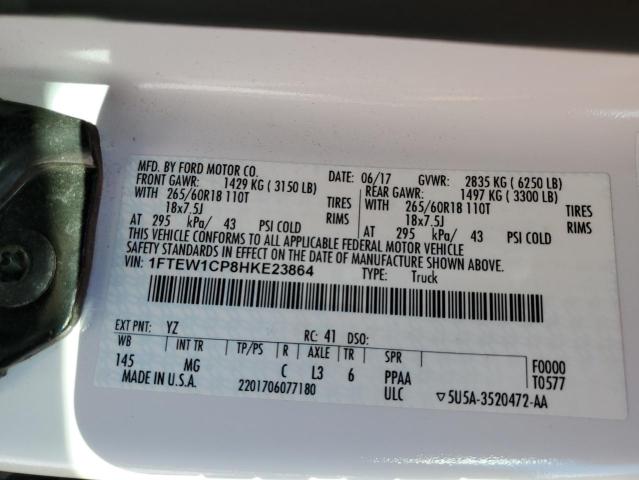 MFD. BY FORD MOTOR CO. DATE: 06/17 GVWR: 2835 KG ( 6250 LB)
FRONT GAWR: 1429 KG ( 3150 LB) REAR GAWR: 1497 KG ( 3300 LB)
WITH 265/60R18 110T TIRES WITH 265/60R18 110T TIRES
18x7.5J RIMS 18x7.5J RIMS
AT 295 kPa/ 43 PSI COLD AT 295 kPa/ 43 PSI COLD
THIS VEHICLE CONFORMS TO ALL APPLICABLE FEDERAL MOTOR VEHICLE
SAFETY STANDARDS IN EFFECT ON THE DATE OF MANUFACTURE SHOWN ABOVE.
VIN: 1FTEW1CP8HKE23864 TYPE: Truck
EXT PNT: YZ RC: 41 DSO:
WB INT TR TP/PS R AXLE TR SPR F0000
145 MG C L3 6 PPAA T0577
MADE IN U.S.A. 2201706077180 ULC ▽5U5A-3520472-AA